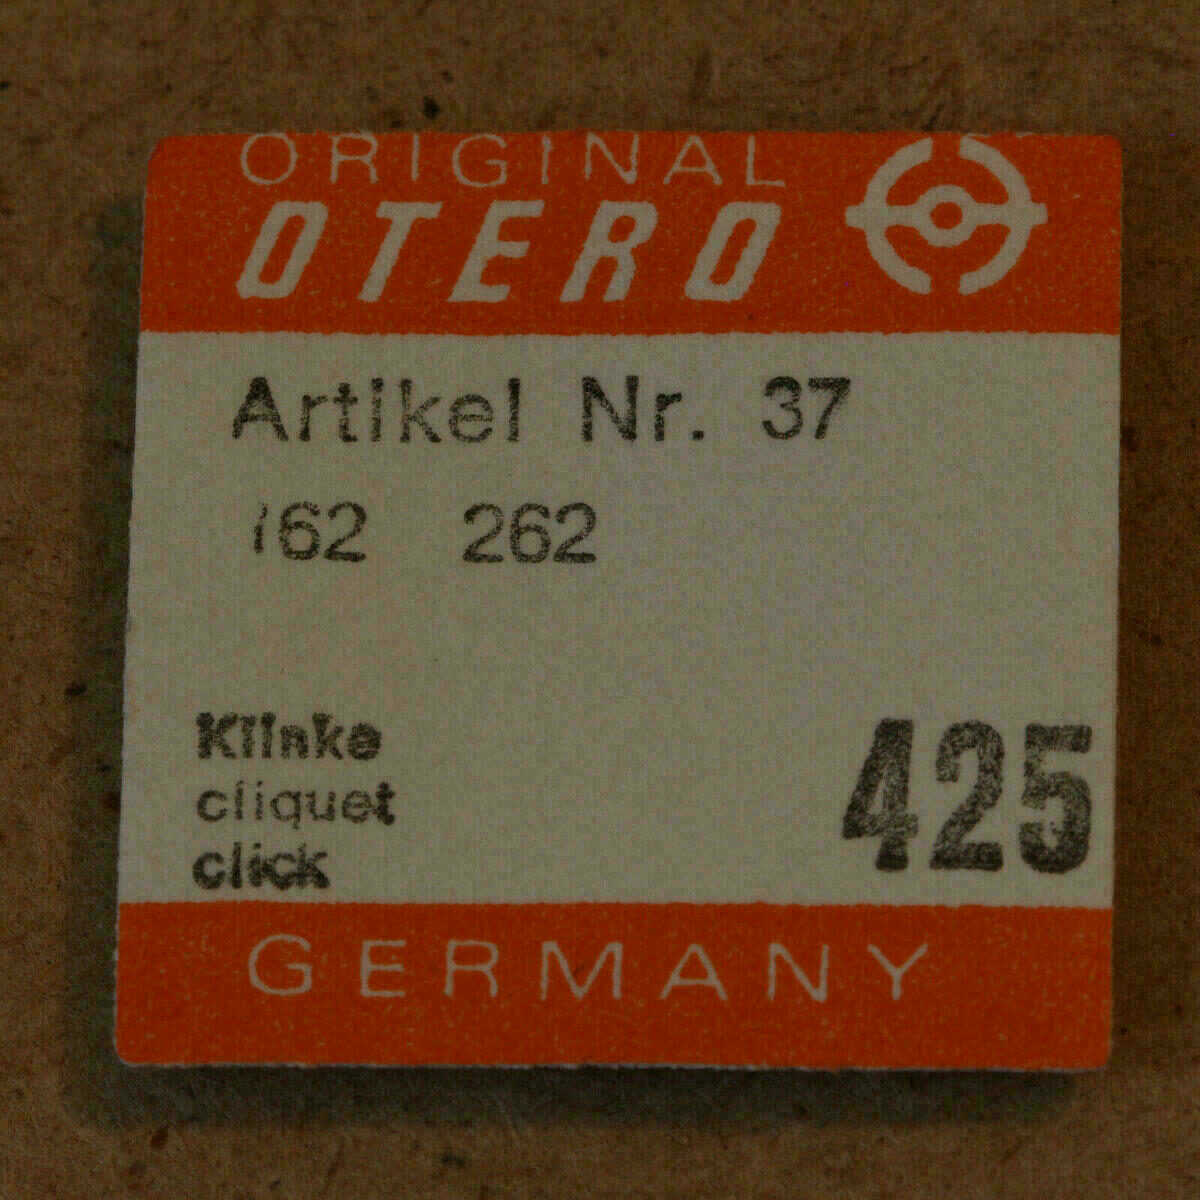 ORIGINAL
OTERO
Artikel Nr. 37
162 262
Klinke
cliquet
click
425
GERMANY